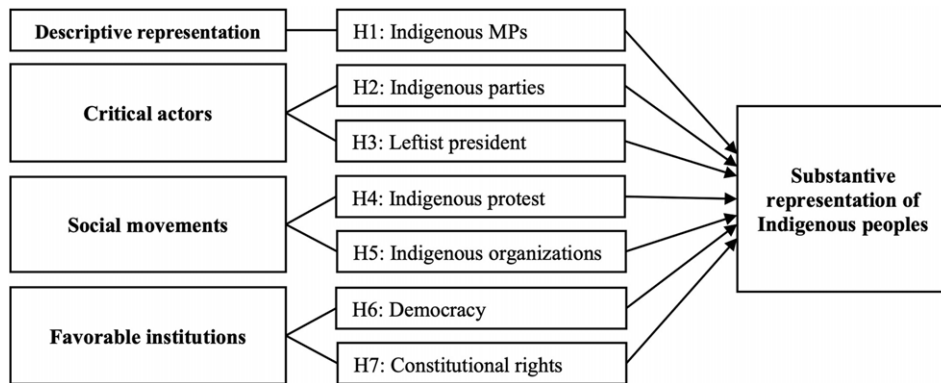 Descriptive representation
H1: Indigenous MPs
Critical actors
H2: Indigenous parties
H3: Leftist president
Social movements
H4: Indigenous protest
H5: Indigenous organizations
Favorable institutions
H6: Democracy
H7: Constitutional rights
Substantive
representation of
Indigenous peoples